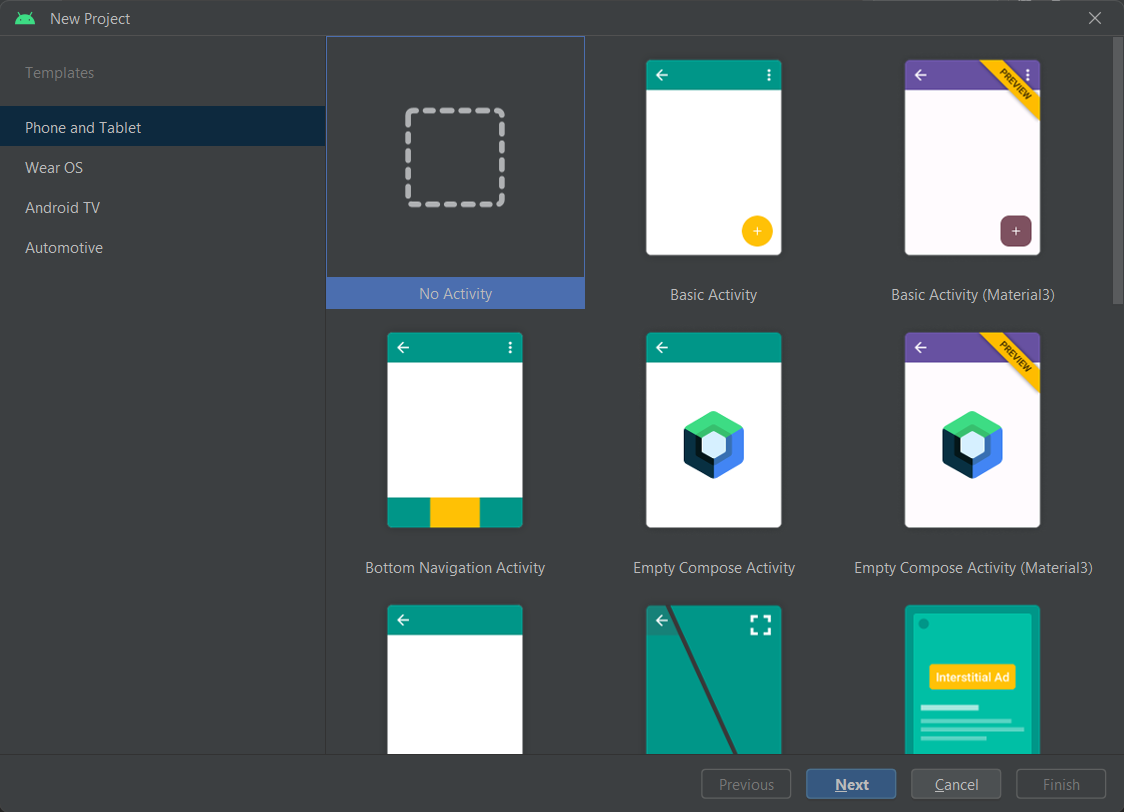 New Project
Templates
Phone and Tablet
Wear OS
Android TV
Automotive
No Activity
Basic Activity
PREVIEW
Basic Activity (Material3)
Bottom Navigation Activity
Empty Compose Activity
PREVIEW
Empty Compose Activity (Material3)
Interstitial Ad
Previous
Next
Cancel
Finish